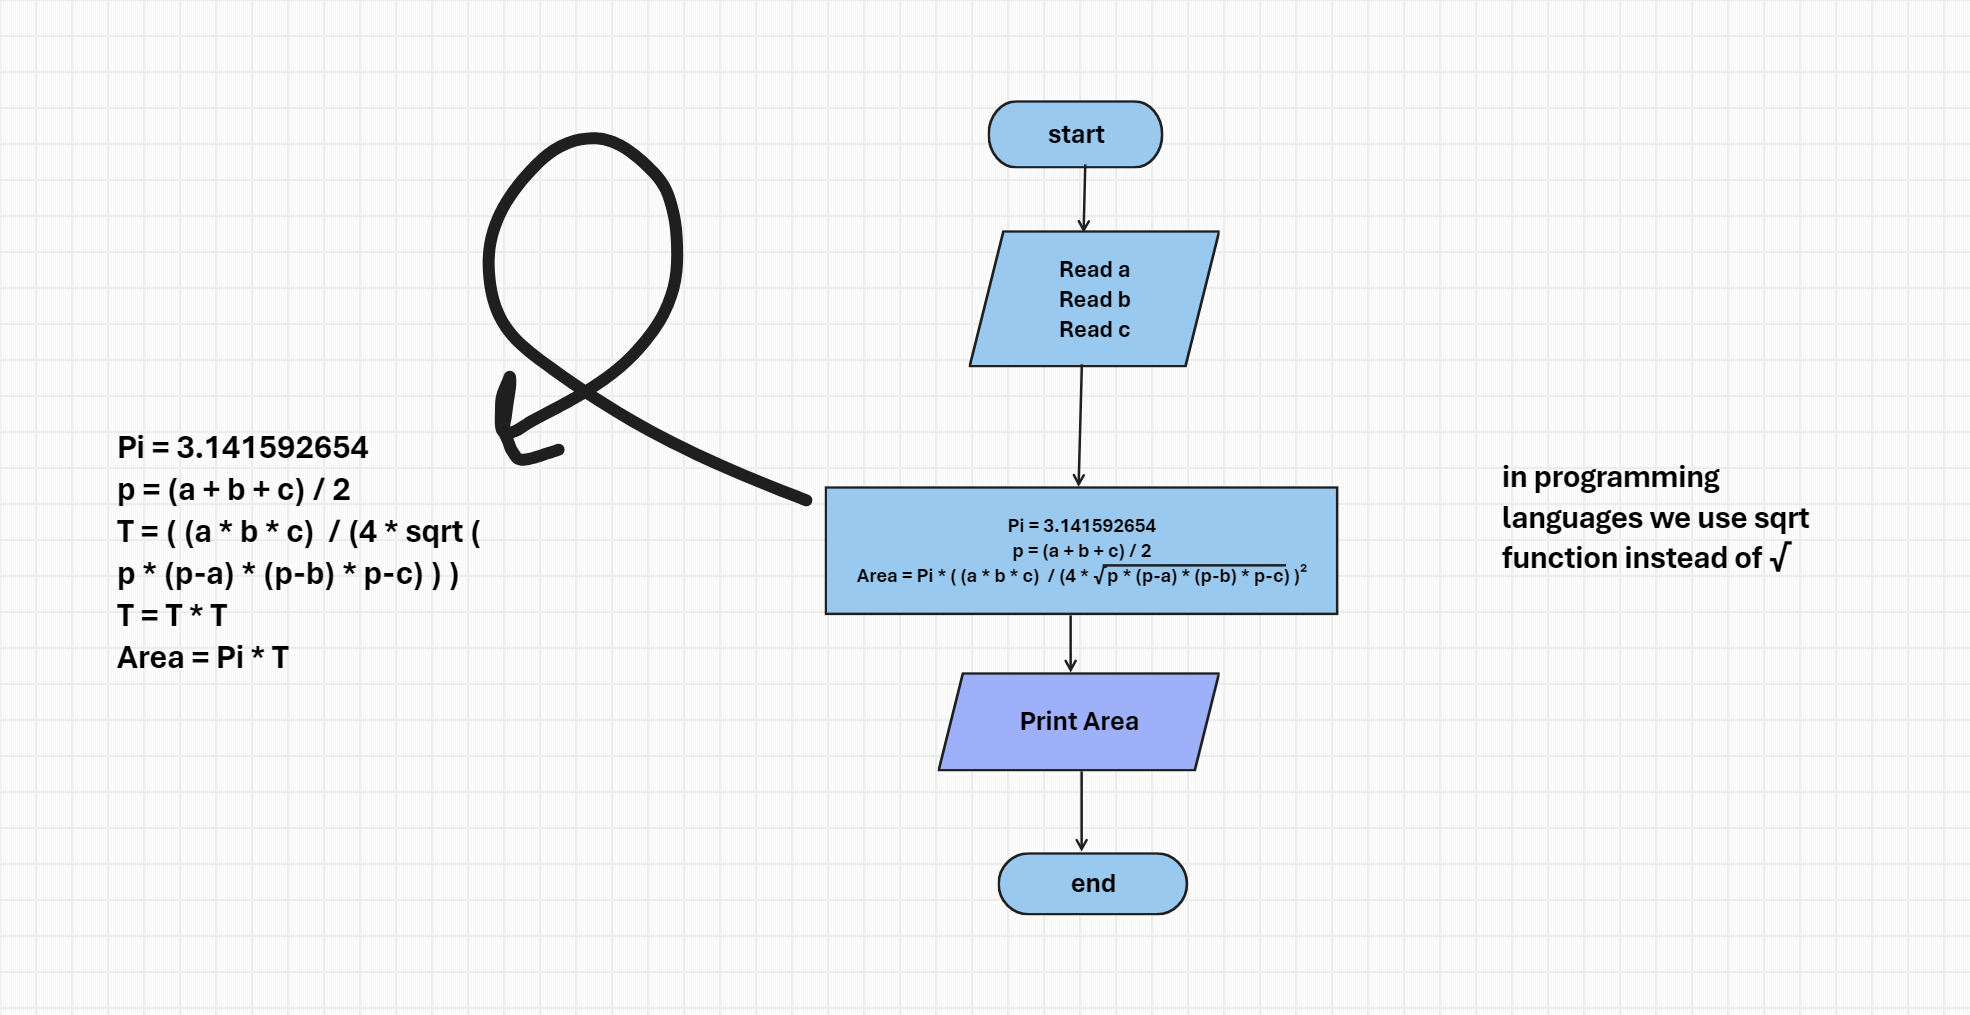 start
Read a
Read b
Read c
Pi = 3.141592654
p = (a + b + c) / 2
T = ( (a * b * c)  / (4 * sqrt (
p * (p-a) * (p-b) * p-c) ) )
T = T * T
Area = Pi * T
Pi = 3.141592654
p = (a + b + c) / 2
Area = Pi * ( (a * b * c)  / (4 * √p * (p-a) * (p-b) * p-c) )²
in programming
languages we use sqrt
function instead of √
Print Area
end